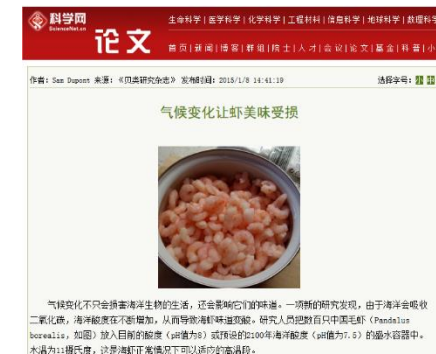 科学网
ScienceNet.cn
论文
生命科学 | 医学科学 | 化学科学 | 工程材料 | 信息科学 | 地球科学 | 数理科学
首页 | 新闻 | 博客 | 群组 | 院士 | 人才 | 会议 | 论文 | 基金 | 科普 | 小
作者：Sam Dupont 来源：《贝类研究杂志》 发布时间：2015/1/8 14:41:19
选择字号：小 中
气候变化让虾美味受损
气候变化不只会损害海洋生物的生活，还会影响它们的味道。一项新的研究发现，由于海洋会吸收
二氧化碳，海洋酸度在不断增加，从而导致海虾味道变酸。研究人员把数百只中国毛虾（Pandalus
borealis，如图）放入目前的酸度（pH值为8）或预设的2100年海洋酸度（pH值为7.5）的盛水容器中。
水温为11摄氏度，这是海虾正常情况下可以适应的高温段。